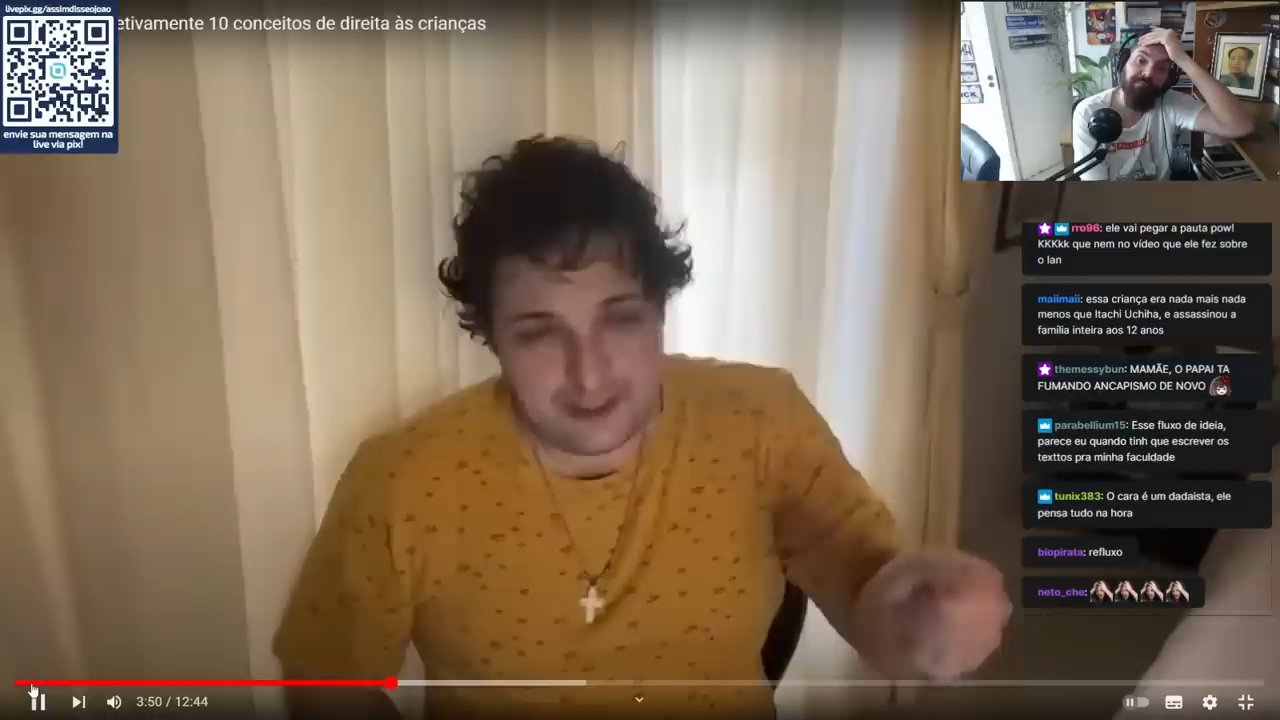 livepix.gg/assimdisseojoao
etivamente 10 conceitos de direita às crianças
envie sua mensagem na
live via pix!
rro96: ele vai pegar a pauta pow!
KKKkk que nem no vídeo que ele fez sobre
o Ian
maiimaii: essa criança era nada mais nada
menos que Itachi Uchiha, e assassinou a
família inteira aos 12 anos
themessybun: MAMÃE, O PAPAI TA
FUMANDO ANCAPISMO DE NOVO
parabellium15: Esse fluxo de ideia,
parece eu quando tinh que escrever os
texttos pra minha faculdade
tunix383: O cara é um dadaista, ele
pensa tudo na hora
biopirata: refluxo
neto_che:
3:50 / 12:44